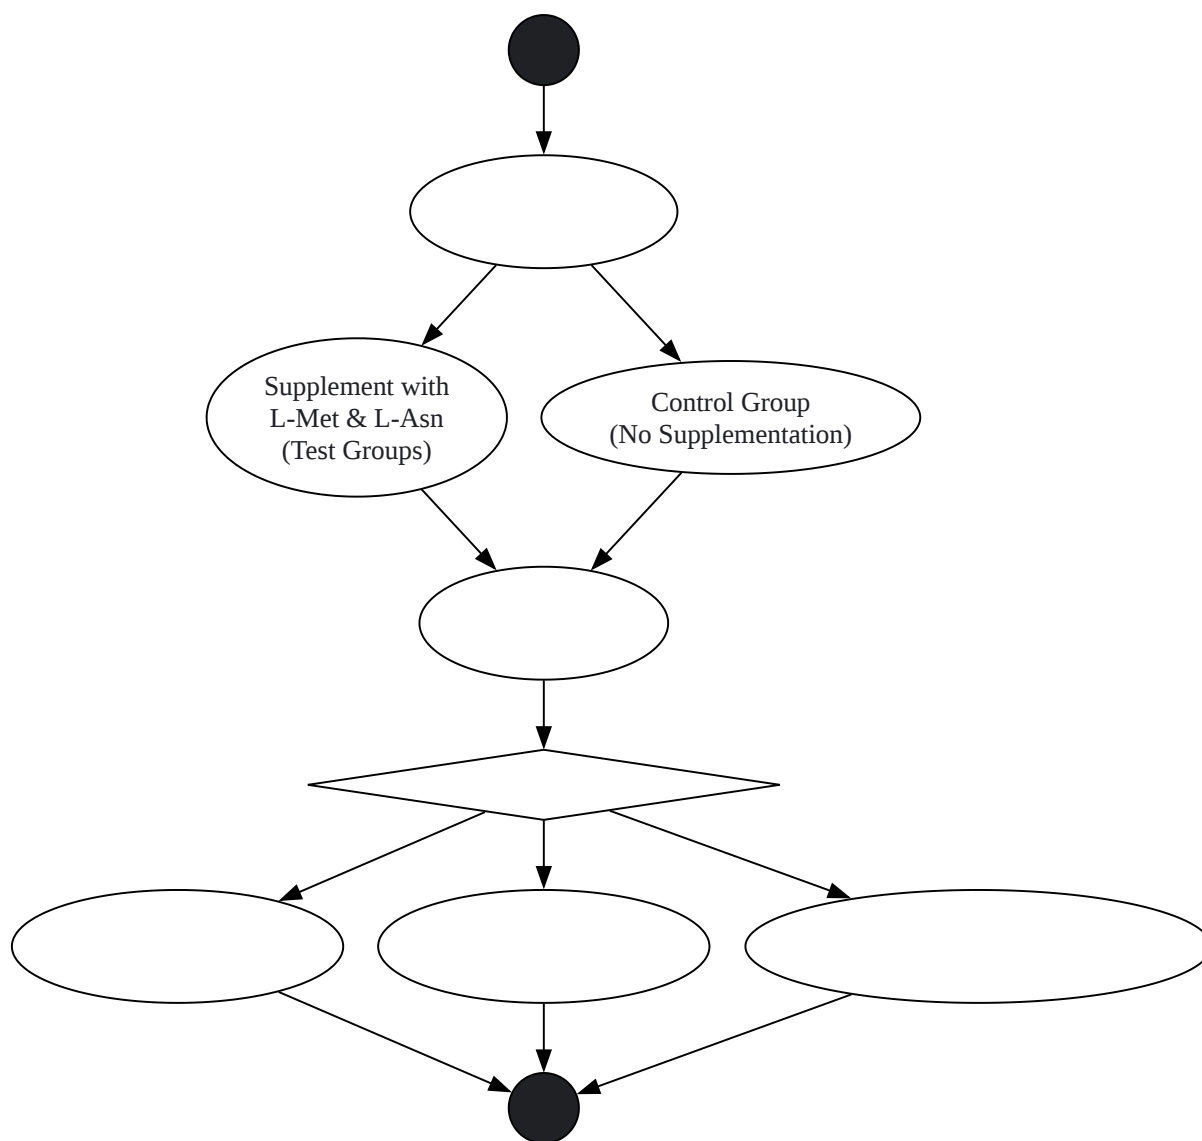 Supplement with
L-Met & L-Asn
(Test Groups)
Control Group
(No Supplementation)